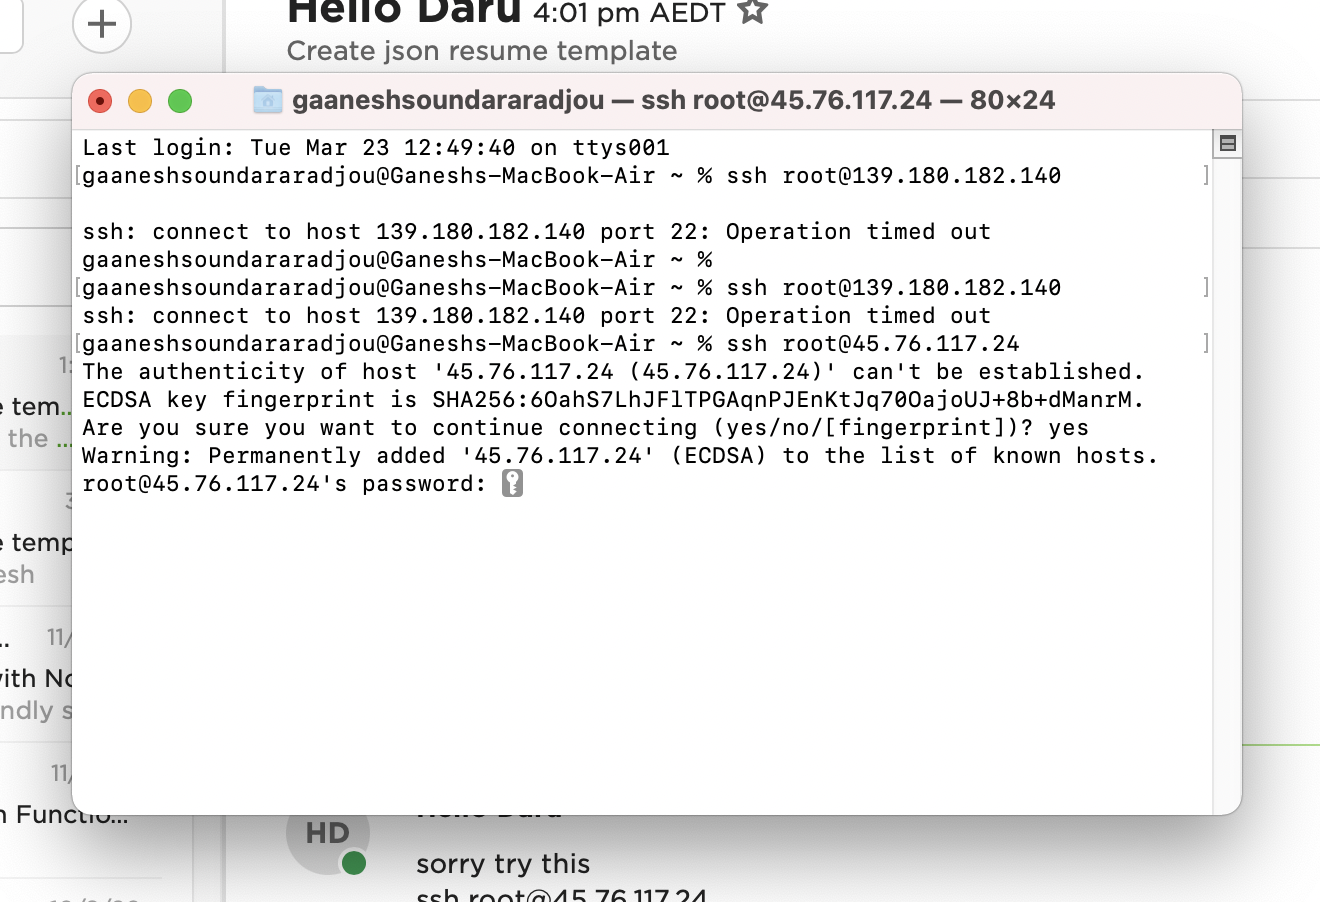 Hello Daru 4:01 pm AEDT
Create json resume template
gaaneshsoundararadjou — ssh root@45.76.117.24 — 80×24
Last login: Tue Mar 23 12:49:40 on ttys001
[gaaneshsoundararadjou@Ganeshs-MacBook-Air ~ % ssh root@139.180.182.140 ]
ssh: connect to host 139.180.182.140 port 22: Operation timed out
gaaneshsoundararadjou@Ganeshs-MacBook-Air ~ %
[gaaneshsoundararadjou@Ganeshs-MacBook-Air ~ % ssh root@139.180.182.140 ]
ssh: connect to host 139.180.182.140 port 22: Operation timed out
[gaaneshsoundararadjou@Ganeshs-MacBook-Air ~ % ssh root@45.76.117.24 ]
The authenticity of host '45.76.117.24 (45.76.117.24)' can't be established.
ECDSA key fingerprint is SHA256:6OahS7LhJFlTPGAqnPJEnKtJq70OajoUJ+8b+dManrM.
Are you sure you want to continue connecting (yes/no/[fingerprint])? yes
Warning: Permanently added '45.76.117.24' (ECDSA) to the list of known hosts.
root@45.76.117.24's password:
1:
e tem...
the ...
3
e temp
esh
.. 11/
vith No
ndly s
11/
n Functio...
HD
Hello Daru
sorry try this
ssh root@45.76.117.24